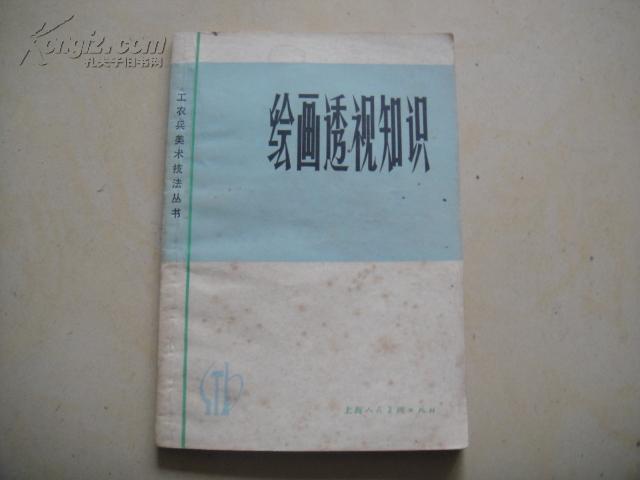 Kongfz.com
孔夫子旧书网
工农兵美术技法丛书
绘画透视知识
上海人民美术出版社